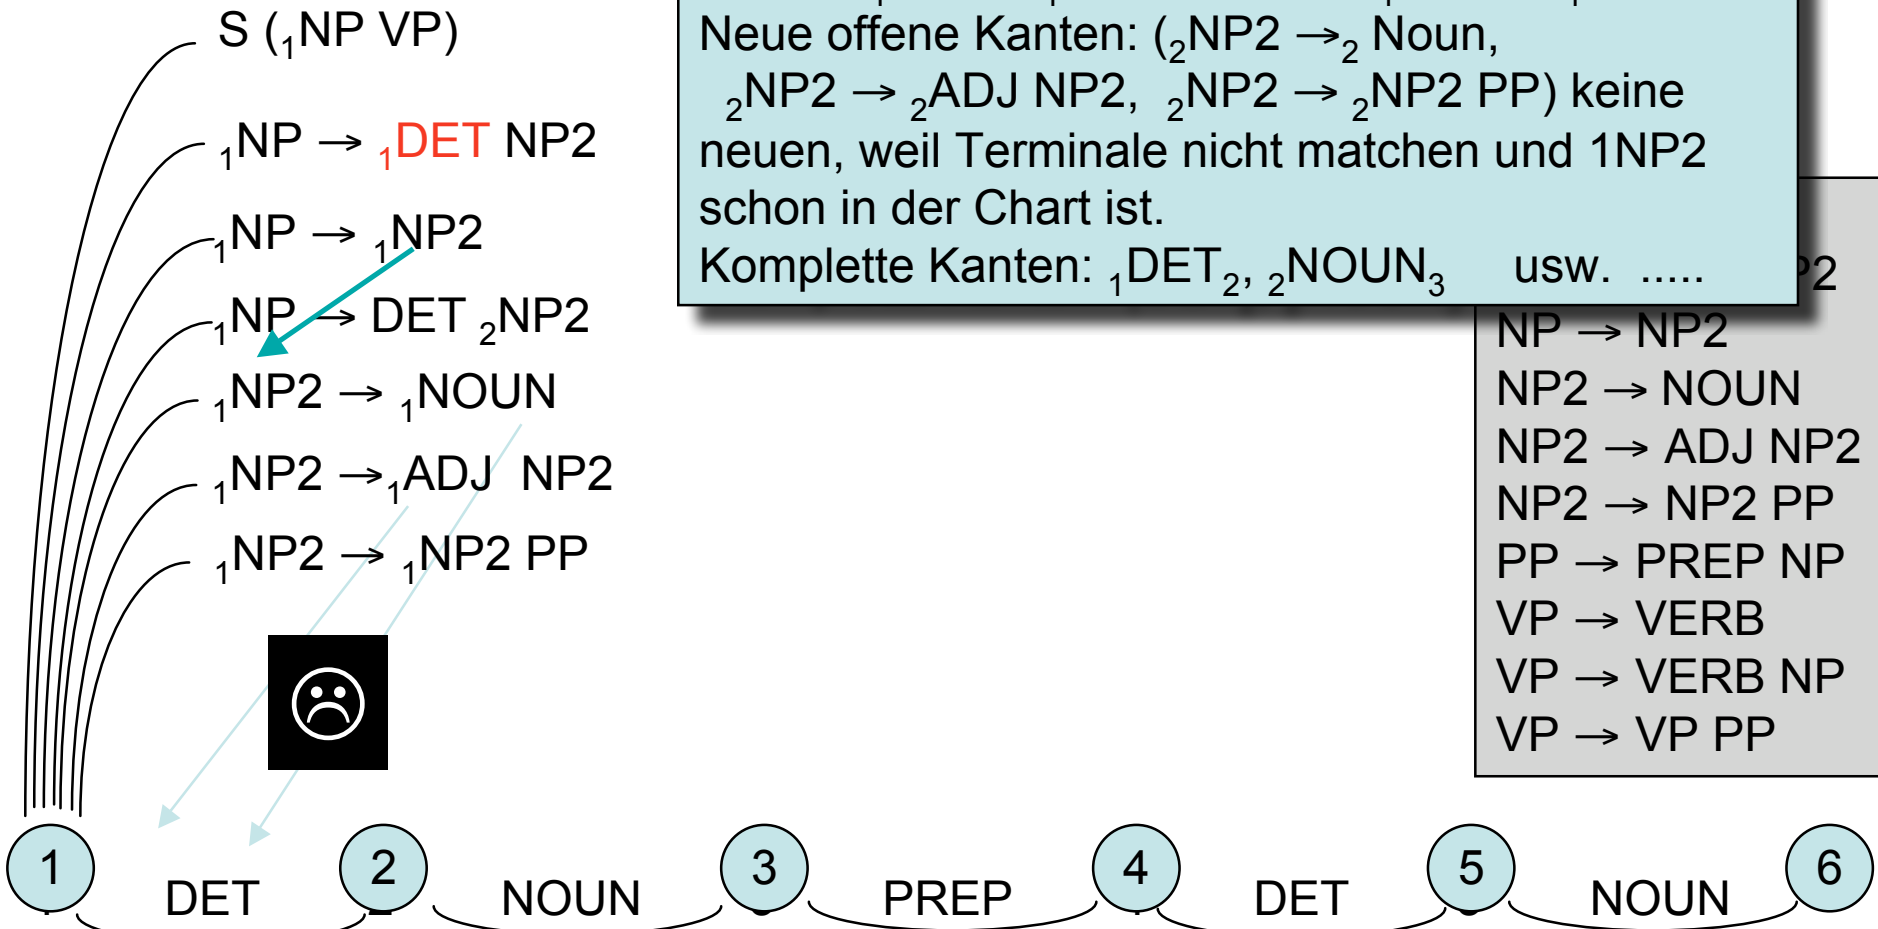 S (₁NP VP)
₁NP → ₁DET NP2
₁NP → ₁NP2
₁NP → DET ₂NP2
₁NP2 → ₁NOUN
₁NP2 →₁ADJ NP2
₁NP2 → ₁NP2 PP
Neue offene Kanten: (₂NP2 →₂ Noun,
₂NP2 → ₂ADJ NP2, ₂NP2 → ₂NP2 PP) keine
neuen, weil Terminale nicht matchen und 1NP2
schon in der Chart ist.
Komplette Kanten: ₁DET₂, ₂NOUN₃ usw. .....
NP → NP2
NP2 → NOUN
NP2 → ADJ NP2
NP2 → NP2 PP
PP → PREP NP
VP → VERB
VP → VERB NP
VP → VP PP
1 DET 2 NOUN 3 PREP 4 DET 5 NOUN 6